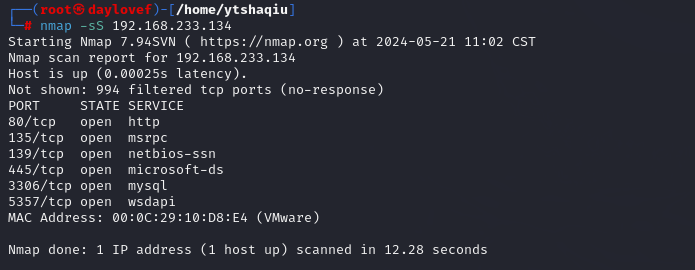 ┌──(root㉿daylovef)-[/home/ytshaqiu]
└─# nmap -sS 192.168.233.134
Starting Nmap 7.94SVN ( https://nmap.org ) at 2024-05-21 11:02 CST
Nmap scan report for 192.168.233.134
Host is up (0.00025s latency).
Not shown: 994 filtered tcp ports (no-response)
PORT     STATE SERVICE
80/tcp   open  http
135/tcp  open  msrpc
139/tcp  open  netbios-ssn
445/tcp  open  microsoft-ds
3306/tcp open  mysql
5357/tcp open  wsdapi
MAC Address: 00:0C:29:10:D8:E4 (VMware)

Nmap done: 1 IP address (1 host up) scanned in 12.28 seconds